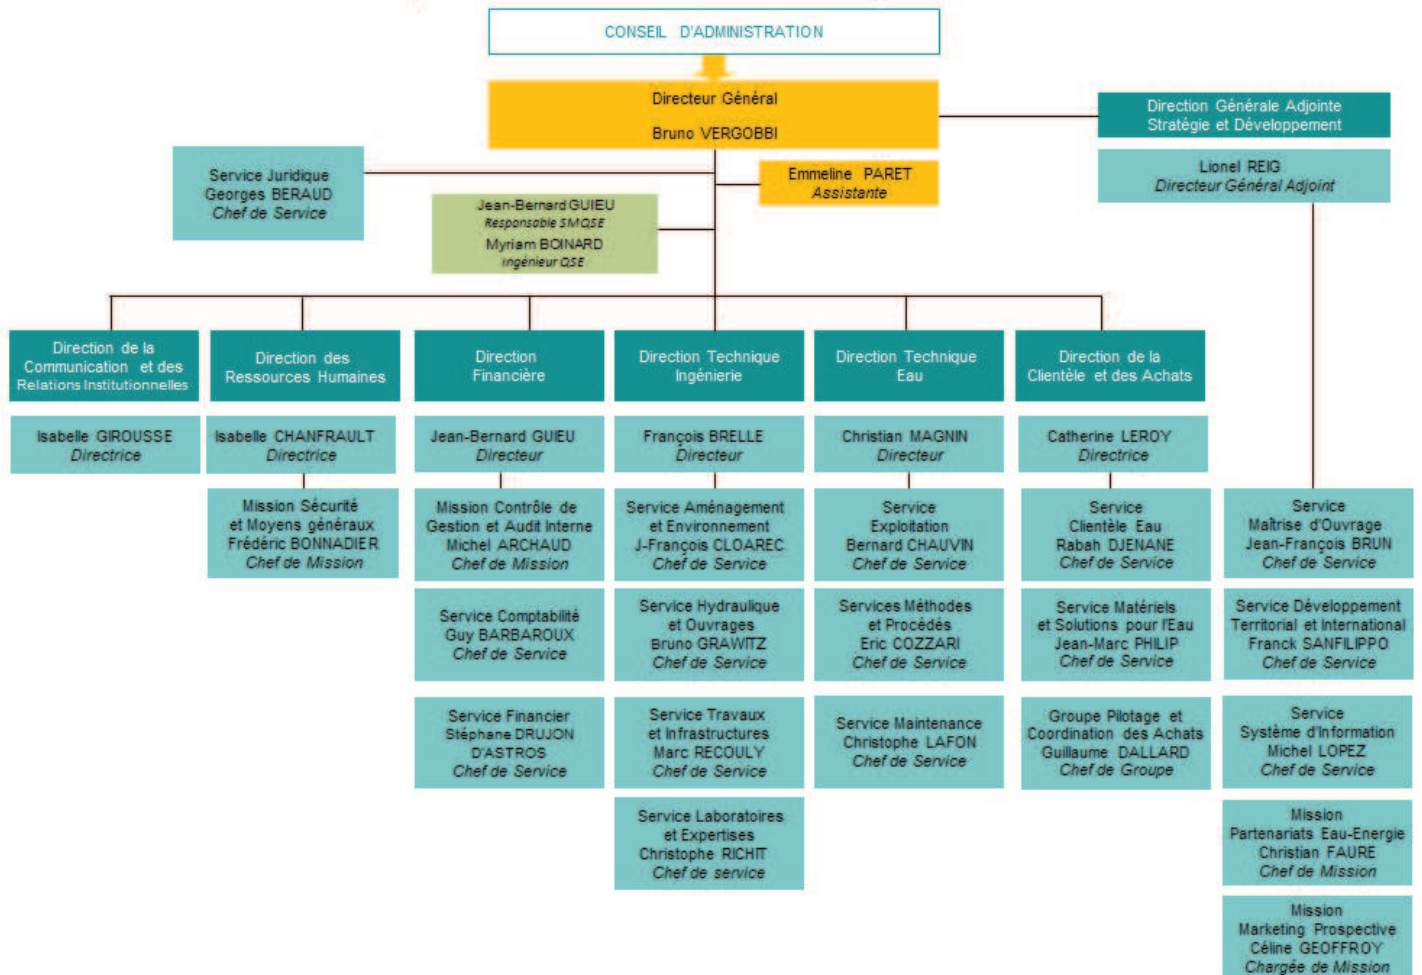 CONSEIL D'ADMINISTRATION
Directeur Général
Bruno VERGOBBI
Direction Générale Adjointe
Stratégie et Développement
Lionel REIG
Directeur Général Adjoint
Service Juridique
Georges BERAUD
Chef de Service
Emmeline PARET
Assistante
Jean-Bernard GUIEU
Responsable SMQSE
Myriam BOINARD
Ingénieur QSE
Direction de la
Communication et des
Relations Institutionnelles
Isabelle GIROUSSE
Directrice
Direction des
Ressources Humaines
Isabelle CHANFRAULT
Directrice
Mission Sécurité
et Moyens généraux
Frédéric BONNADIER
Chef de Mission
Direction
Financière
Jean-Bernard GUIEU
Directeur
Mission Contrôle de
Gestion et Audit Interne
Michel ARCHAUD
Chef de Mission
Service Comptabilité
Guy BARBAROUX
Chef de Service
Service Financier
Stéphane DRUJON
D'ASTROS
Chef de Service
Direction Technique
Ingénierie
François BRELLE
Directeur
Service Aménagement
et Environnement
J-François CLOAREC
Chef de Service
Service Hydraulique
et Ouvrages
Bruno GRAWITZ
Chef de Service
Service Travaux
et Infrastructures
Marc RECOULY
Chef de Service
Service Laboratoires
et Expertises
Christophe RICHIT
Chef de service
Direction Technique
Eau
Christian MAGNIN
Directeur
Service
Exploitation
Bernard CHAUVIN
Chef de Service
Services Méthodes
et Procédés
Eric COZZARI
Chef de Service
Service Maintenance
Christophe LAFON
Chef de Service
Direction de la
Clientèle et des Achats
Catherine LEROY
Directrice
Service
Clientèle Eau
Rabah DJENANE
Chef de Service
Service Matériels
et Solutions pour l'Eau
Jean-Marc PHILIP
Chef de Service
Groupe Pilotage et
Coordination des Achats
Guillaume DALLARD
Chef de Groupe
Service
Maîtrise d'Ouvrage
Jean-François BRUN
Chef de Service
Service Développement
Territorial et International
Franck SANFILIPPO
Chef de Service
Service
Système d'Information
Michel LOPEZ
Chef de Service
Mission
Partenariats Eau-Energie
Christian FAURE
Chef de Mission
Mission
Marketing Prospective
Céline GEOFFROY
Chargée de Mission